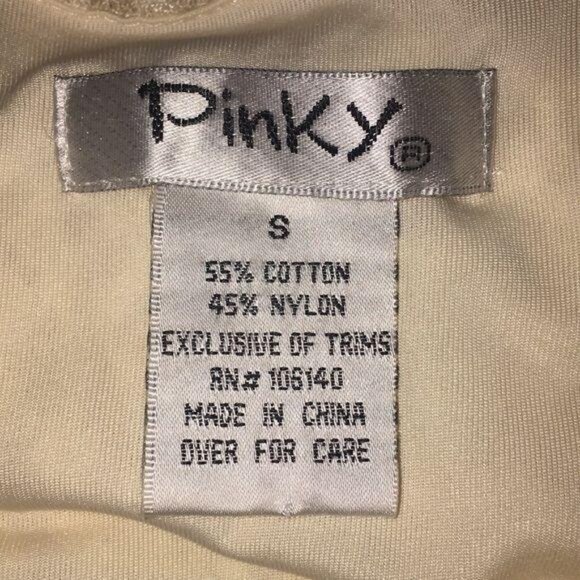 Pinky®
S
55% COTTON
45% NYLON
EXCLUSIVE OF TRIMS
RN# 106140
MADE IN CHINA
OVER FOR CARE